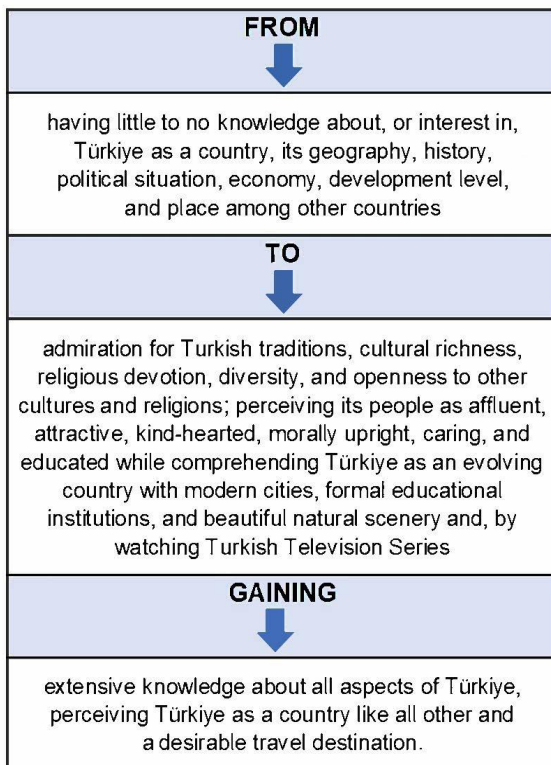 FROM
having little to no knowledge about, or interest in,
Türkiye as a country, its geography, history,
political situation, economy, development level,
and place among other countries
TO
admiration for Turkish traditions, cultural richness,
religious devotion, diversity, and openness to other
cultures and religions; perceiving its people as affluent,
attractive, kind-hearted, morally upright, caring, and
educated while comprehending Türkiye as an evolving
country with modern cities, formal educational
institutions, and beautiful natural scenery and, by
watching Turkish Television Series
GAINING
extensive knowledge about all aspects of Türkiye,
perceiving Türkiye as a country like all other and
a desirable travel destination.